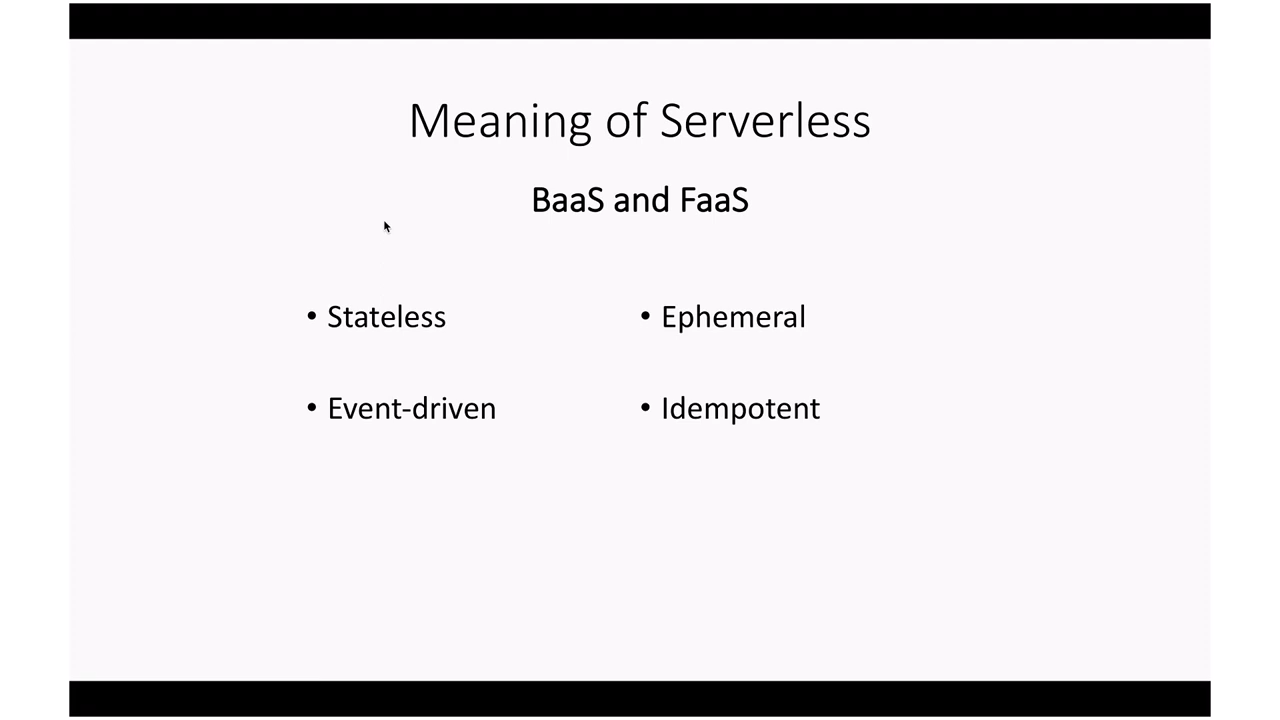 Meaning of Serverless
BaaS and FaaS
• Stateless
• Ephemeral
• Event-driven
• Idempotent